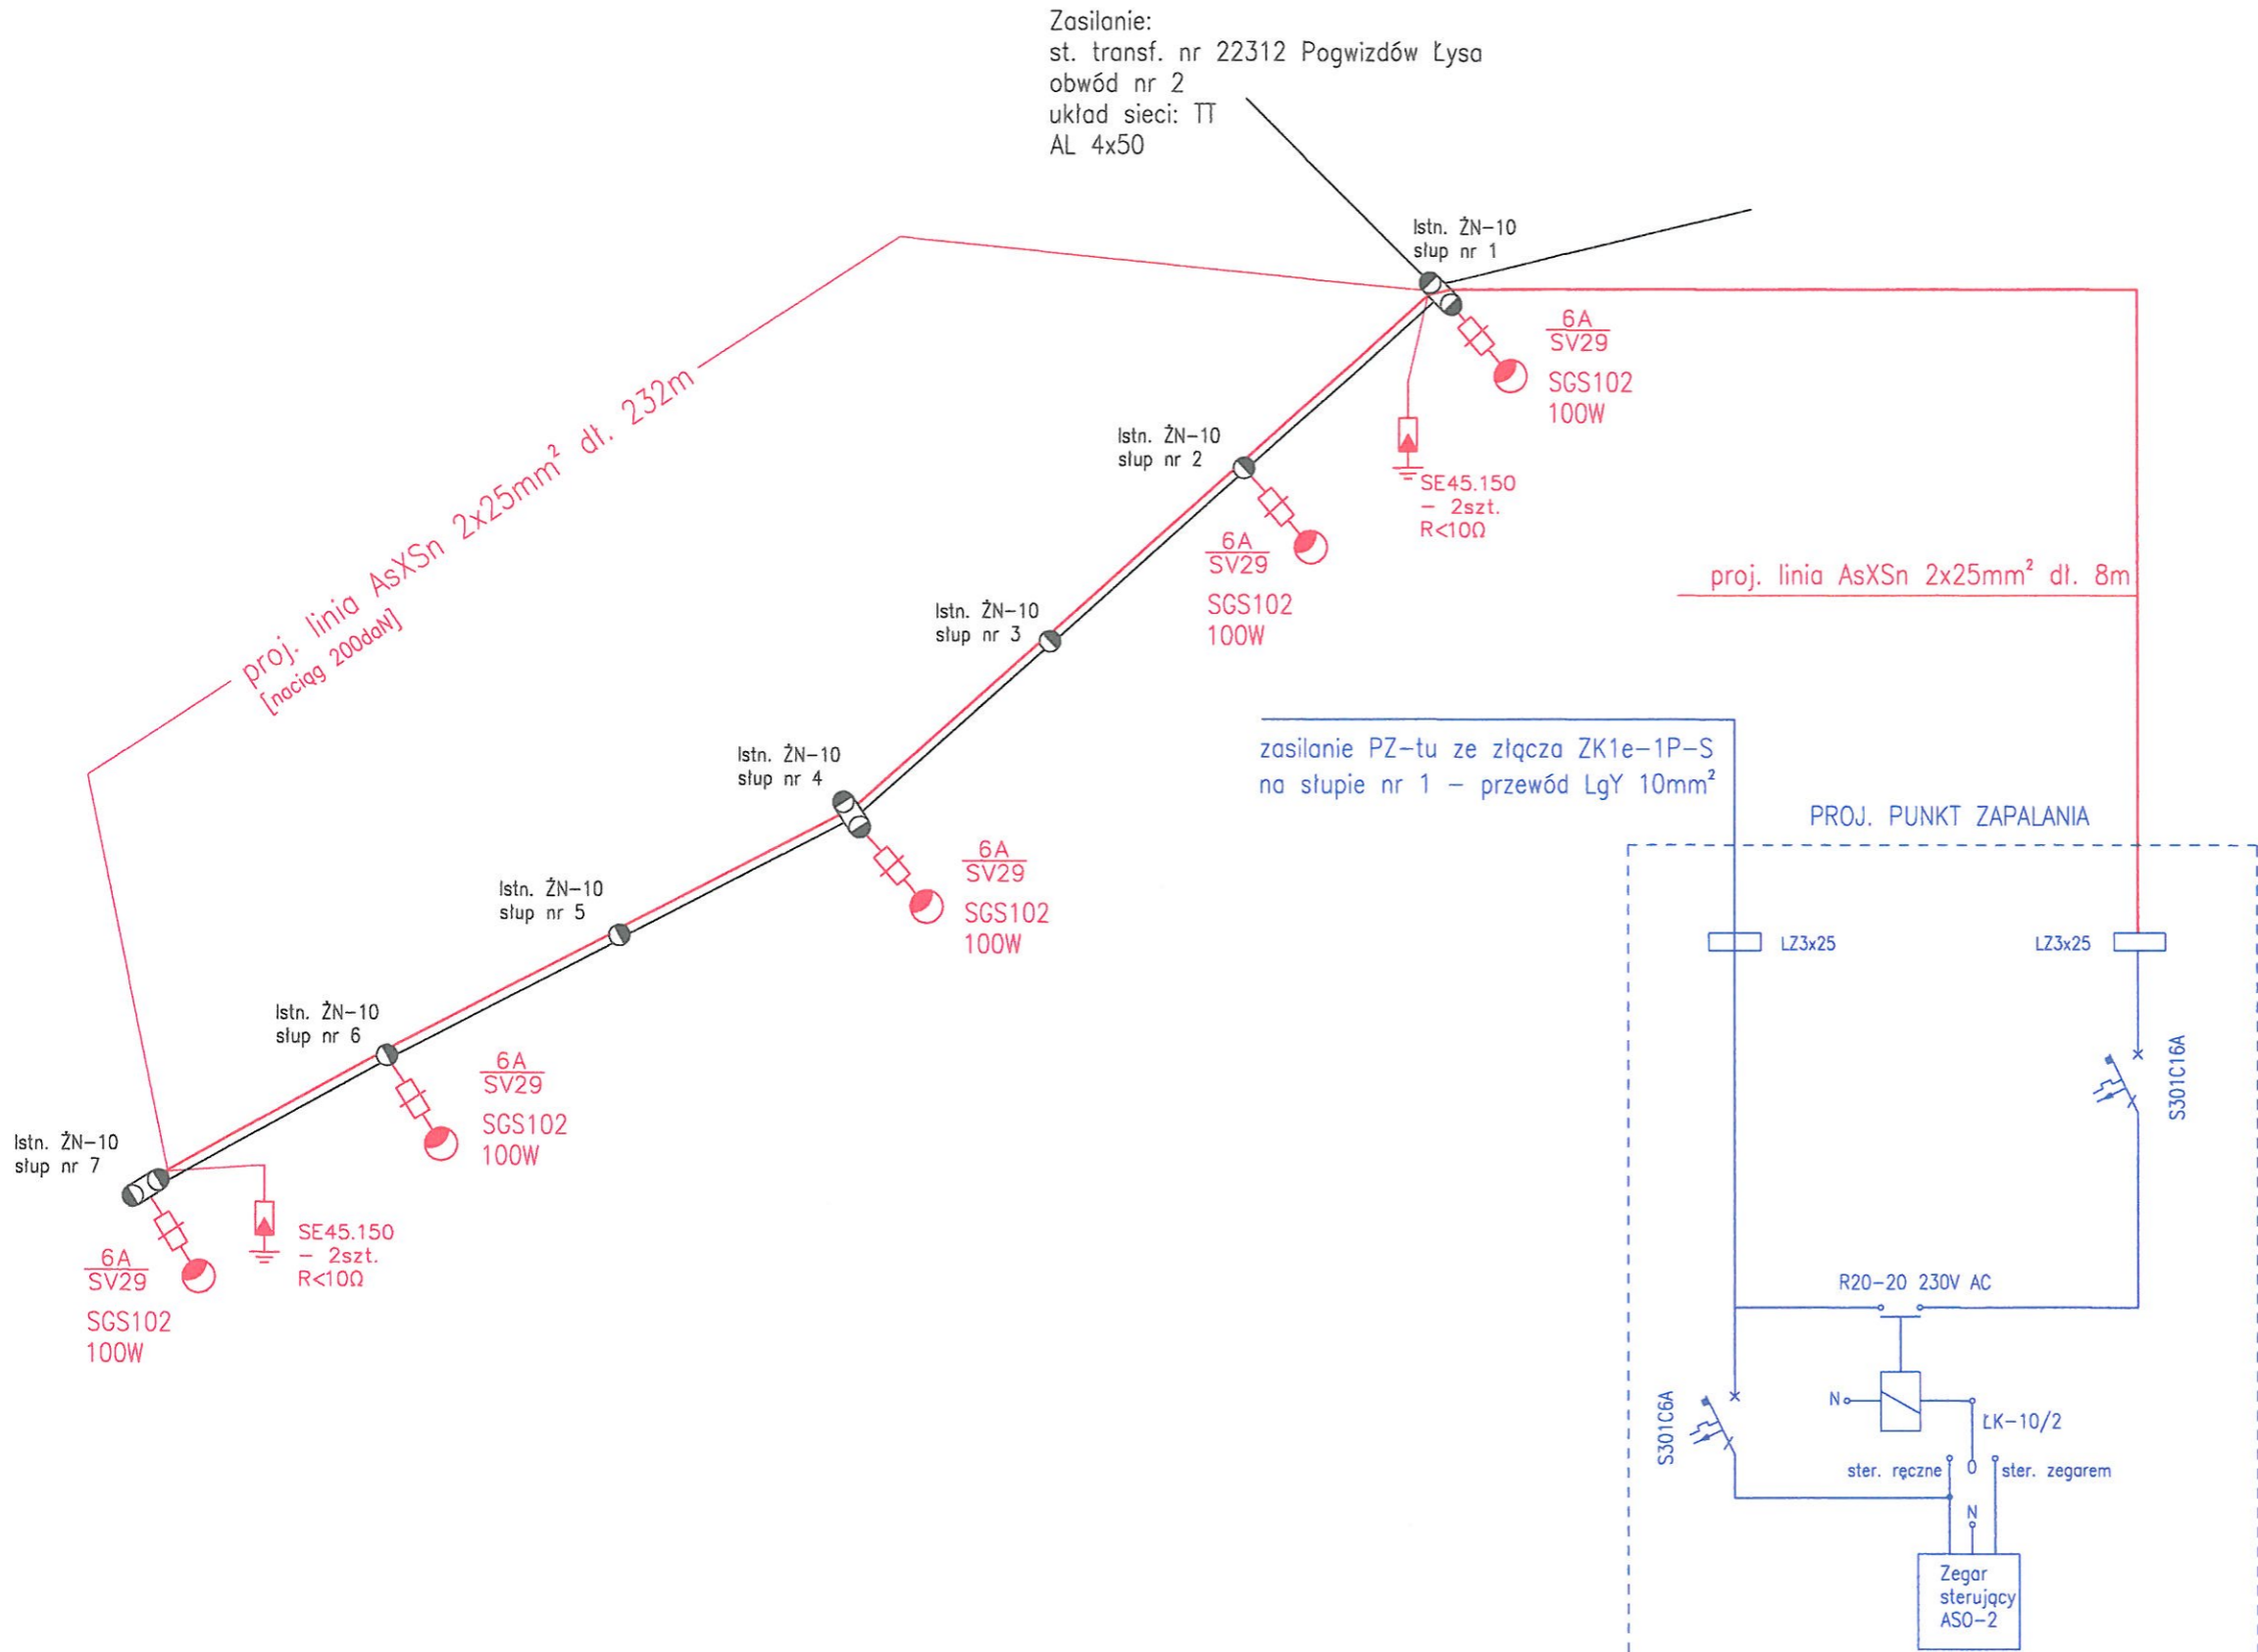 Zasilanie:
st. transf. nr 22312 Pogwizdów Łysa
obwód nr 2
układ sieci: TT
AL 4x50
Istn. ŻN-10
słup nr 1
6A
SV29
SGS102
100W
SE45.150
- 2szt.
R<10Ω
Istn. ŻN-10
słup nr 2
6A
SV29
SGS102
100W
proj. linia AsXSn 2x25mm² dł. 232m
[naciąg 200daN]
proj. linia AsXSn 2x25mm² dł. 8m
Istn. ŻN-10
słup nr 3
Istn. ŻN-10
słup nr 4
6A
SV29
SGS102
100W
zasilanie PZ-tu ze złącza ZK1e-1P-S
na słupie nr 1 - przewód LgY 10mm²
PROJ. PUNKT ZAPALANIA
Istn. ŻN-10
słup nr 5
LZ3x25
LZ3x25
Istn. ŻN-10
słup nr 6
6A
SV29
SGS102
100W
S301C16A
Istn. ŻN-10
słup nr 7
6A
SV29
SGS102
100W
SE45.150
- 2szt.
R<10Ω
R20-20 230V AC
S301C6A
N
ŁK-10/2
ster. ręczne
0
ster. zegarem
N
Zegar
sterujący
ASO-2